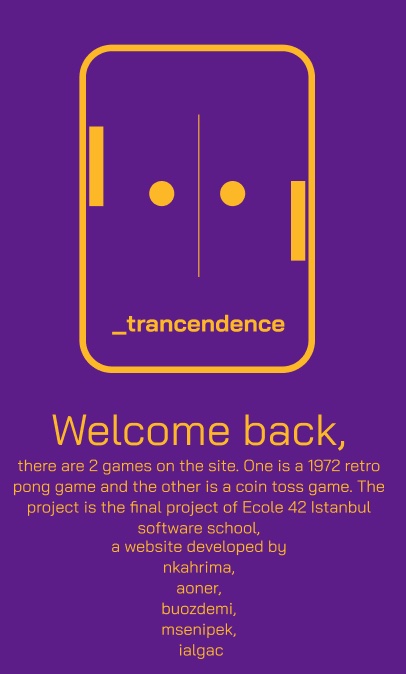 _trancendence
Welcome back,
there are 2 games on the site. One is a 1972 retro
pong game and the other is a coin toss game. The
project is the final project of Ecole 42 Istanbul
software school,
a website developed by
nkahrima,
aoner,
buozdemi,
msenipek,
ialgac